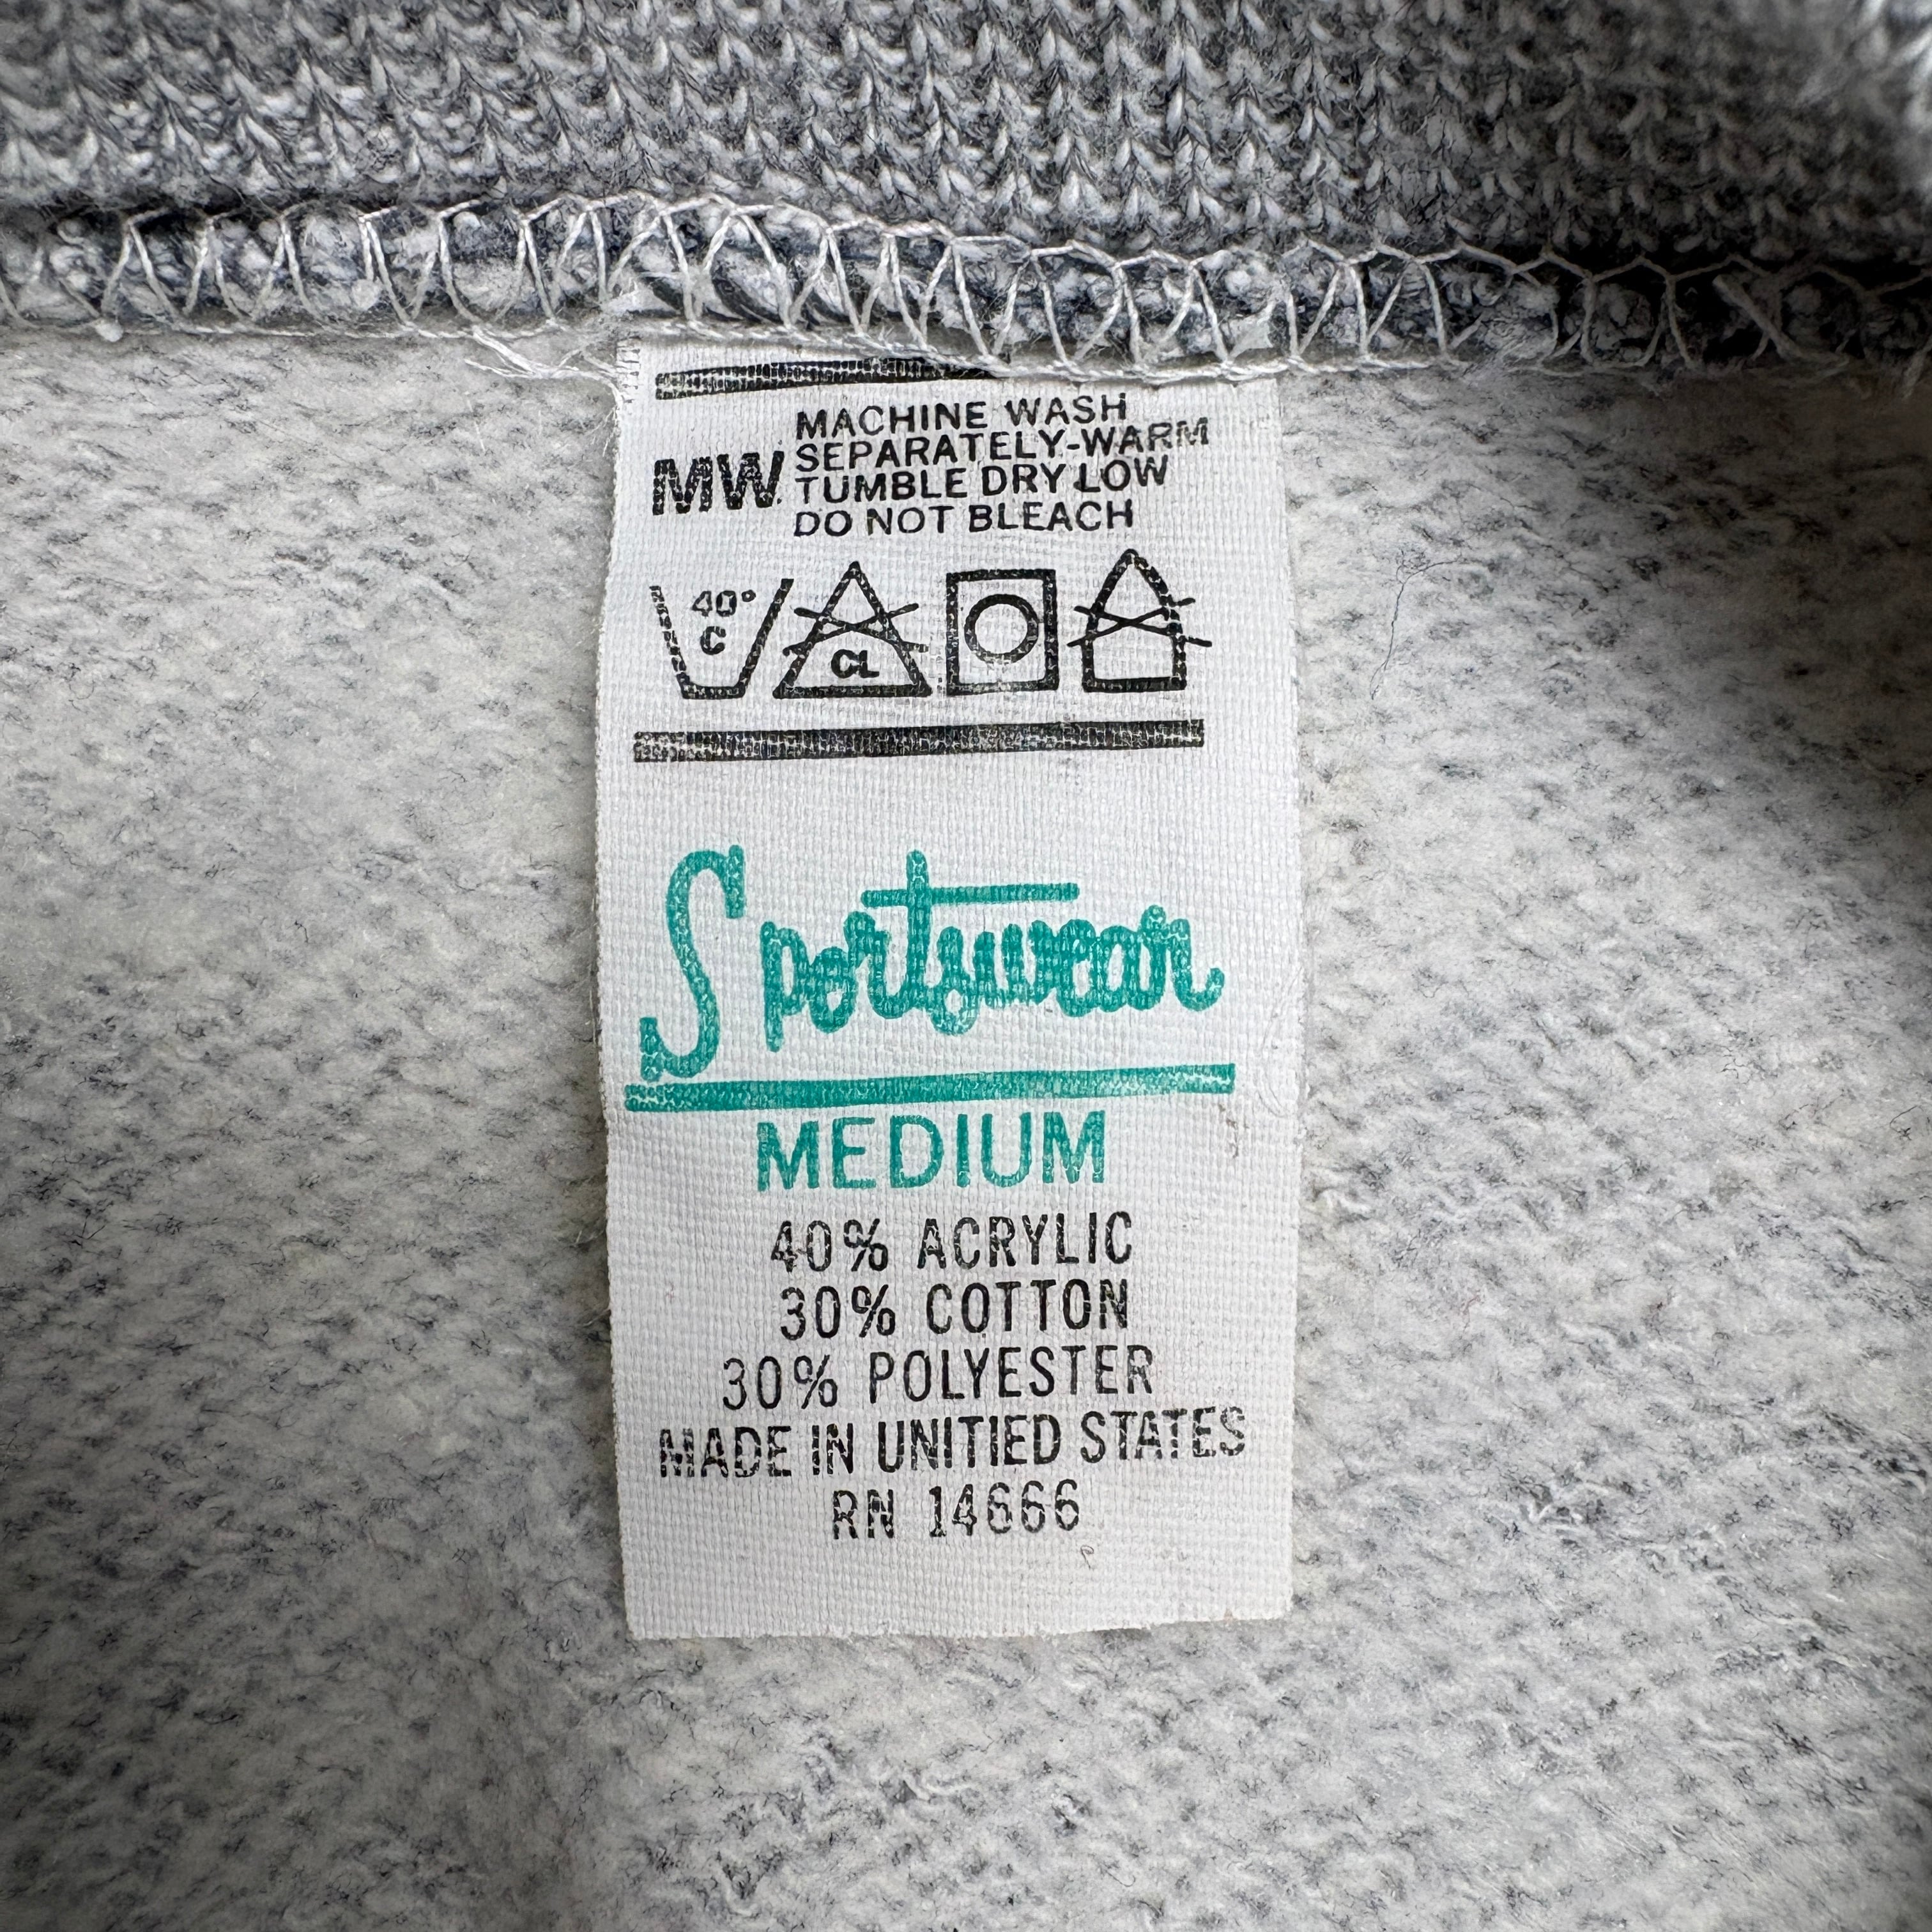 MW MACHINE WASH
SEPARATELY-WARM
TUMBLE DRY LOW
DO NOT BLEACH
40°
C
CL
Sportswear
MEDIUM
40% ACRYLIC
30% COTTON
30% POLYESTER
MADE IN UNITIED STATES
RN 14666